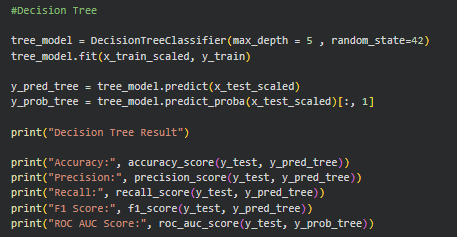 #Decision Tree
tree_model = DecisionTreeClassifier(max_depth = 5 , random_state=42)
tree_model.fit(x_train_scaled, y_train)
y_pred_tree = tree_model.predict(x_test_scaled)
y_prob_tree = tree_model.predict_proba(x_test_scaled)[:, 1]
print("Decision Tree Result")
print("Accuracy:", accuracy_score(y_test, y_pred_tree))
print("Precision:", precision_score(y_test, y_pred_tree))
print("Recall:", recall_score(y_test, y_pred_tree))
print("F1 Score:", f1_score(y_test, y_pred_tree))
print("ROC AUC Score:", roc_auc_score(y_test, y_prob_tree))